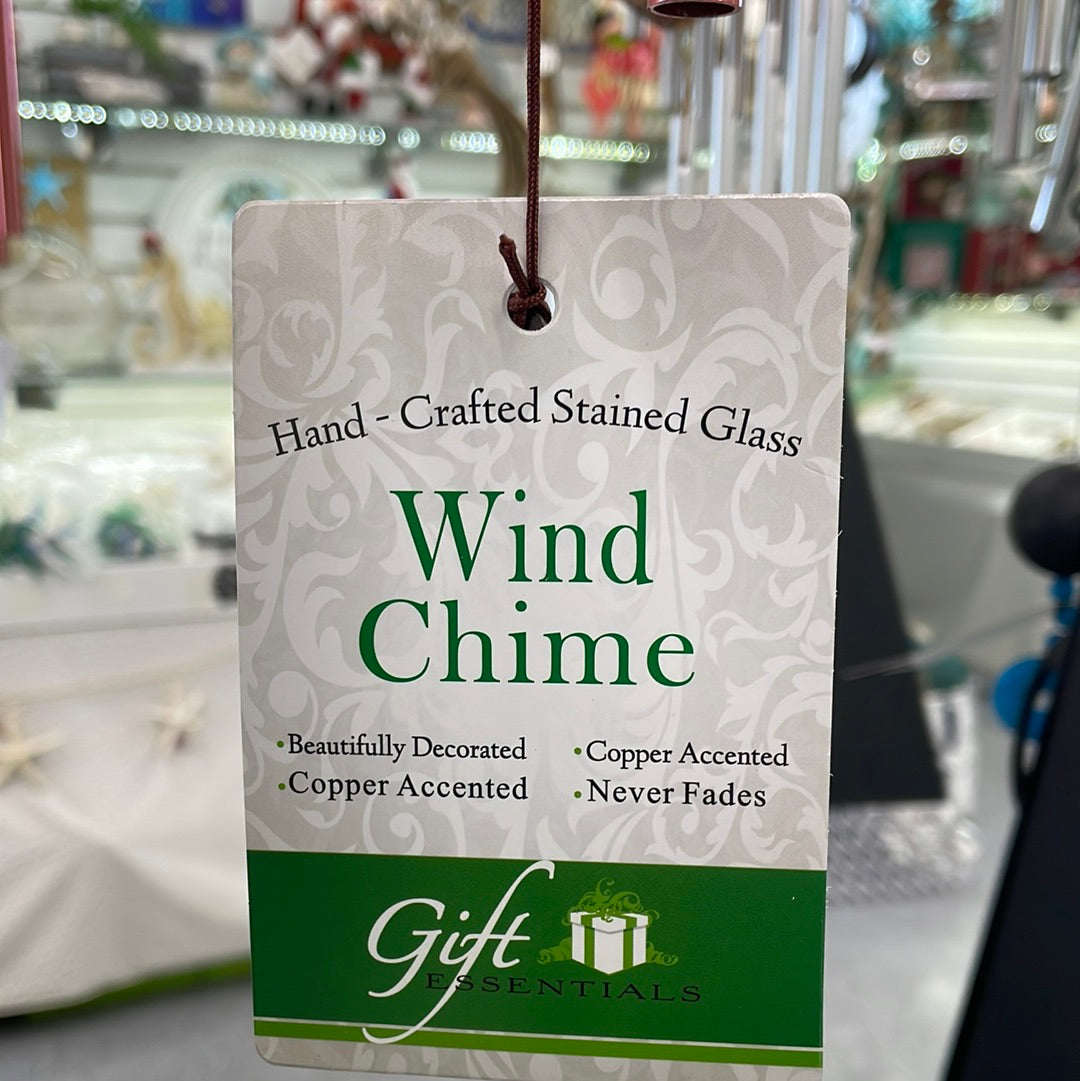 Hand - Crafted Stained Glass
Wind
Chime
•Beautifully Decorated
•Copper Accented
•Copper Accented
•Never Fades
Gift
ESSENTIALS